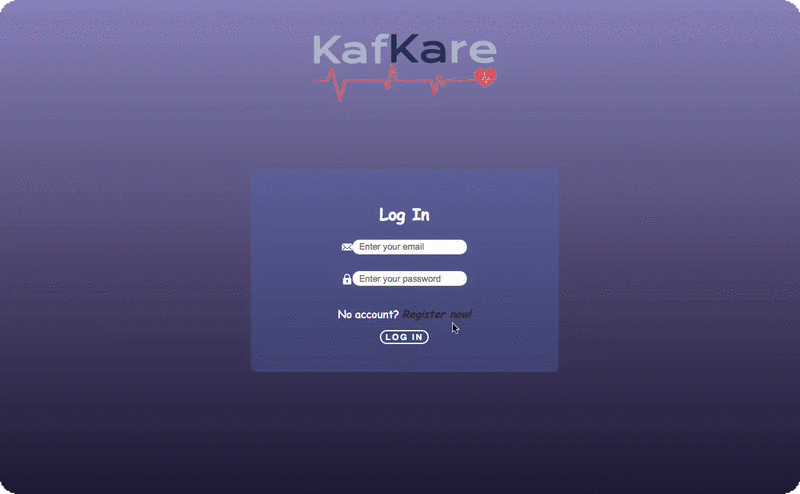 KafKare
Log In
Enter your email
Enter your password
No account? Register now!
LOG IN